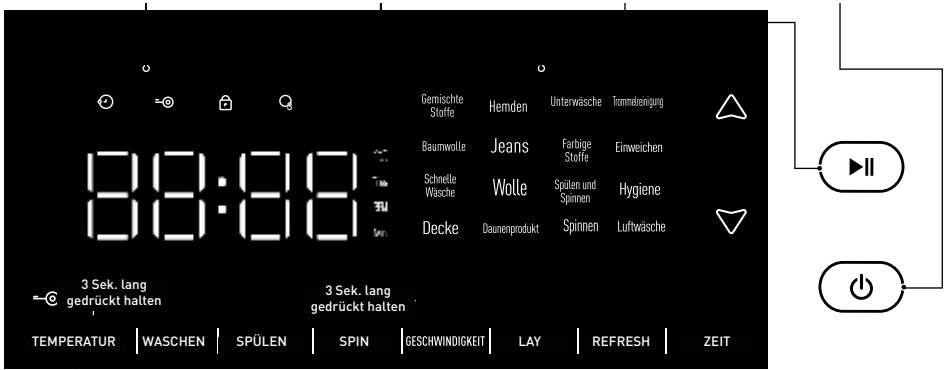 Gemischte Stoffe Hemden Unterwäsche Trommelreinigung
Baumwolle Jeans Farbige Stoffe Einweichen
Schnelle Wäsche Wolle Spülen und Spinnen Hygiene
Decke Daunenprodukt Spinnen Luftwäsche
88:88
3 Sek. lang
gedrückt halten
3 Sek. lang
gedrückt halten
TEMPERATUR WASCHEN SPÜLEN SPIN GESCHWINDIGKEIT LAY REFRESH ZEIT